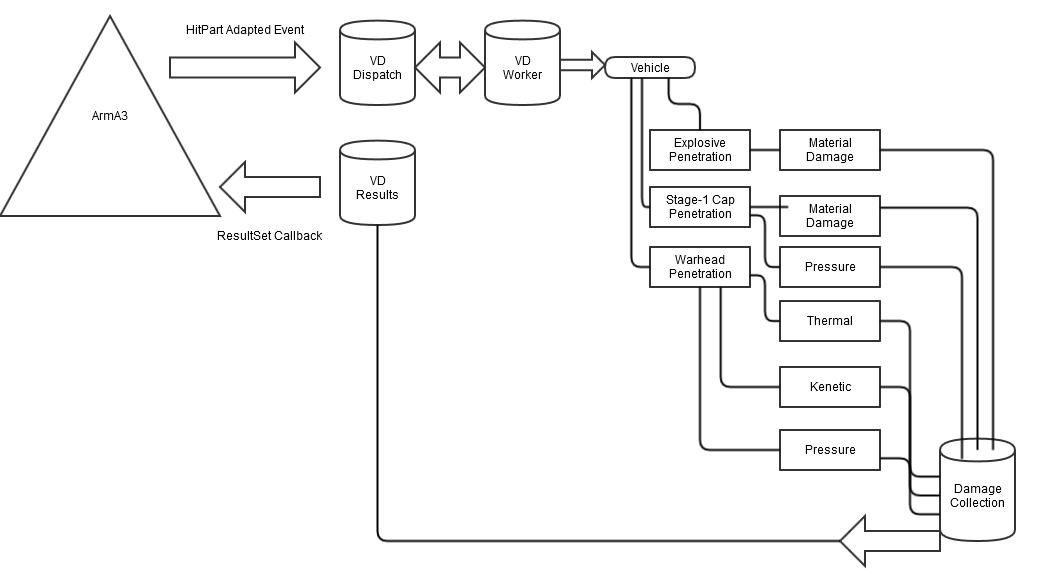 HitPart Adapted Event
ArmA3
VD
Dispatch
VD
Worker
Vehicle
VD
Results
ResultSet Callback
Explosive
Penetration
Material
Damage
Stage-1 Cap
Penetration
Material
Damage
Warhead
Penetration
Pressure
Thermal
Kenetic
Pressure
Damage
Collection